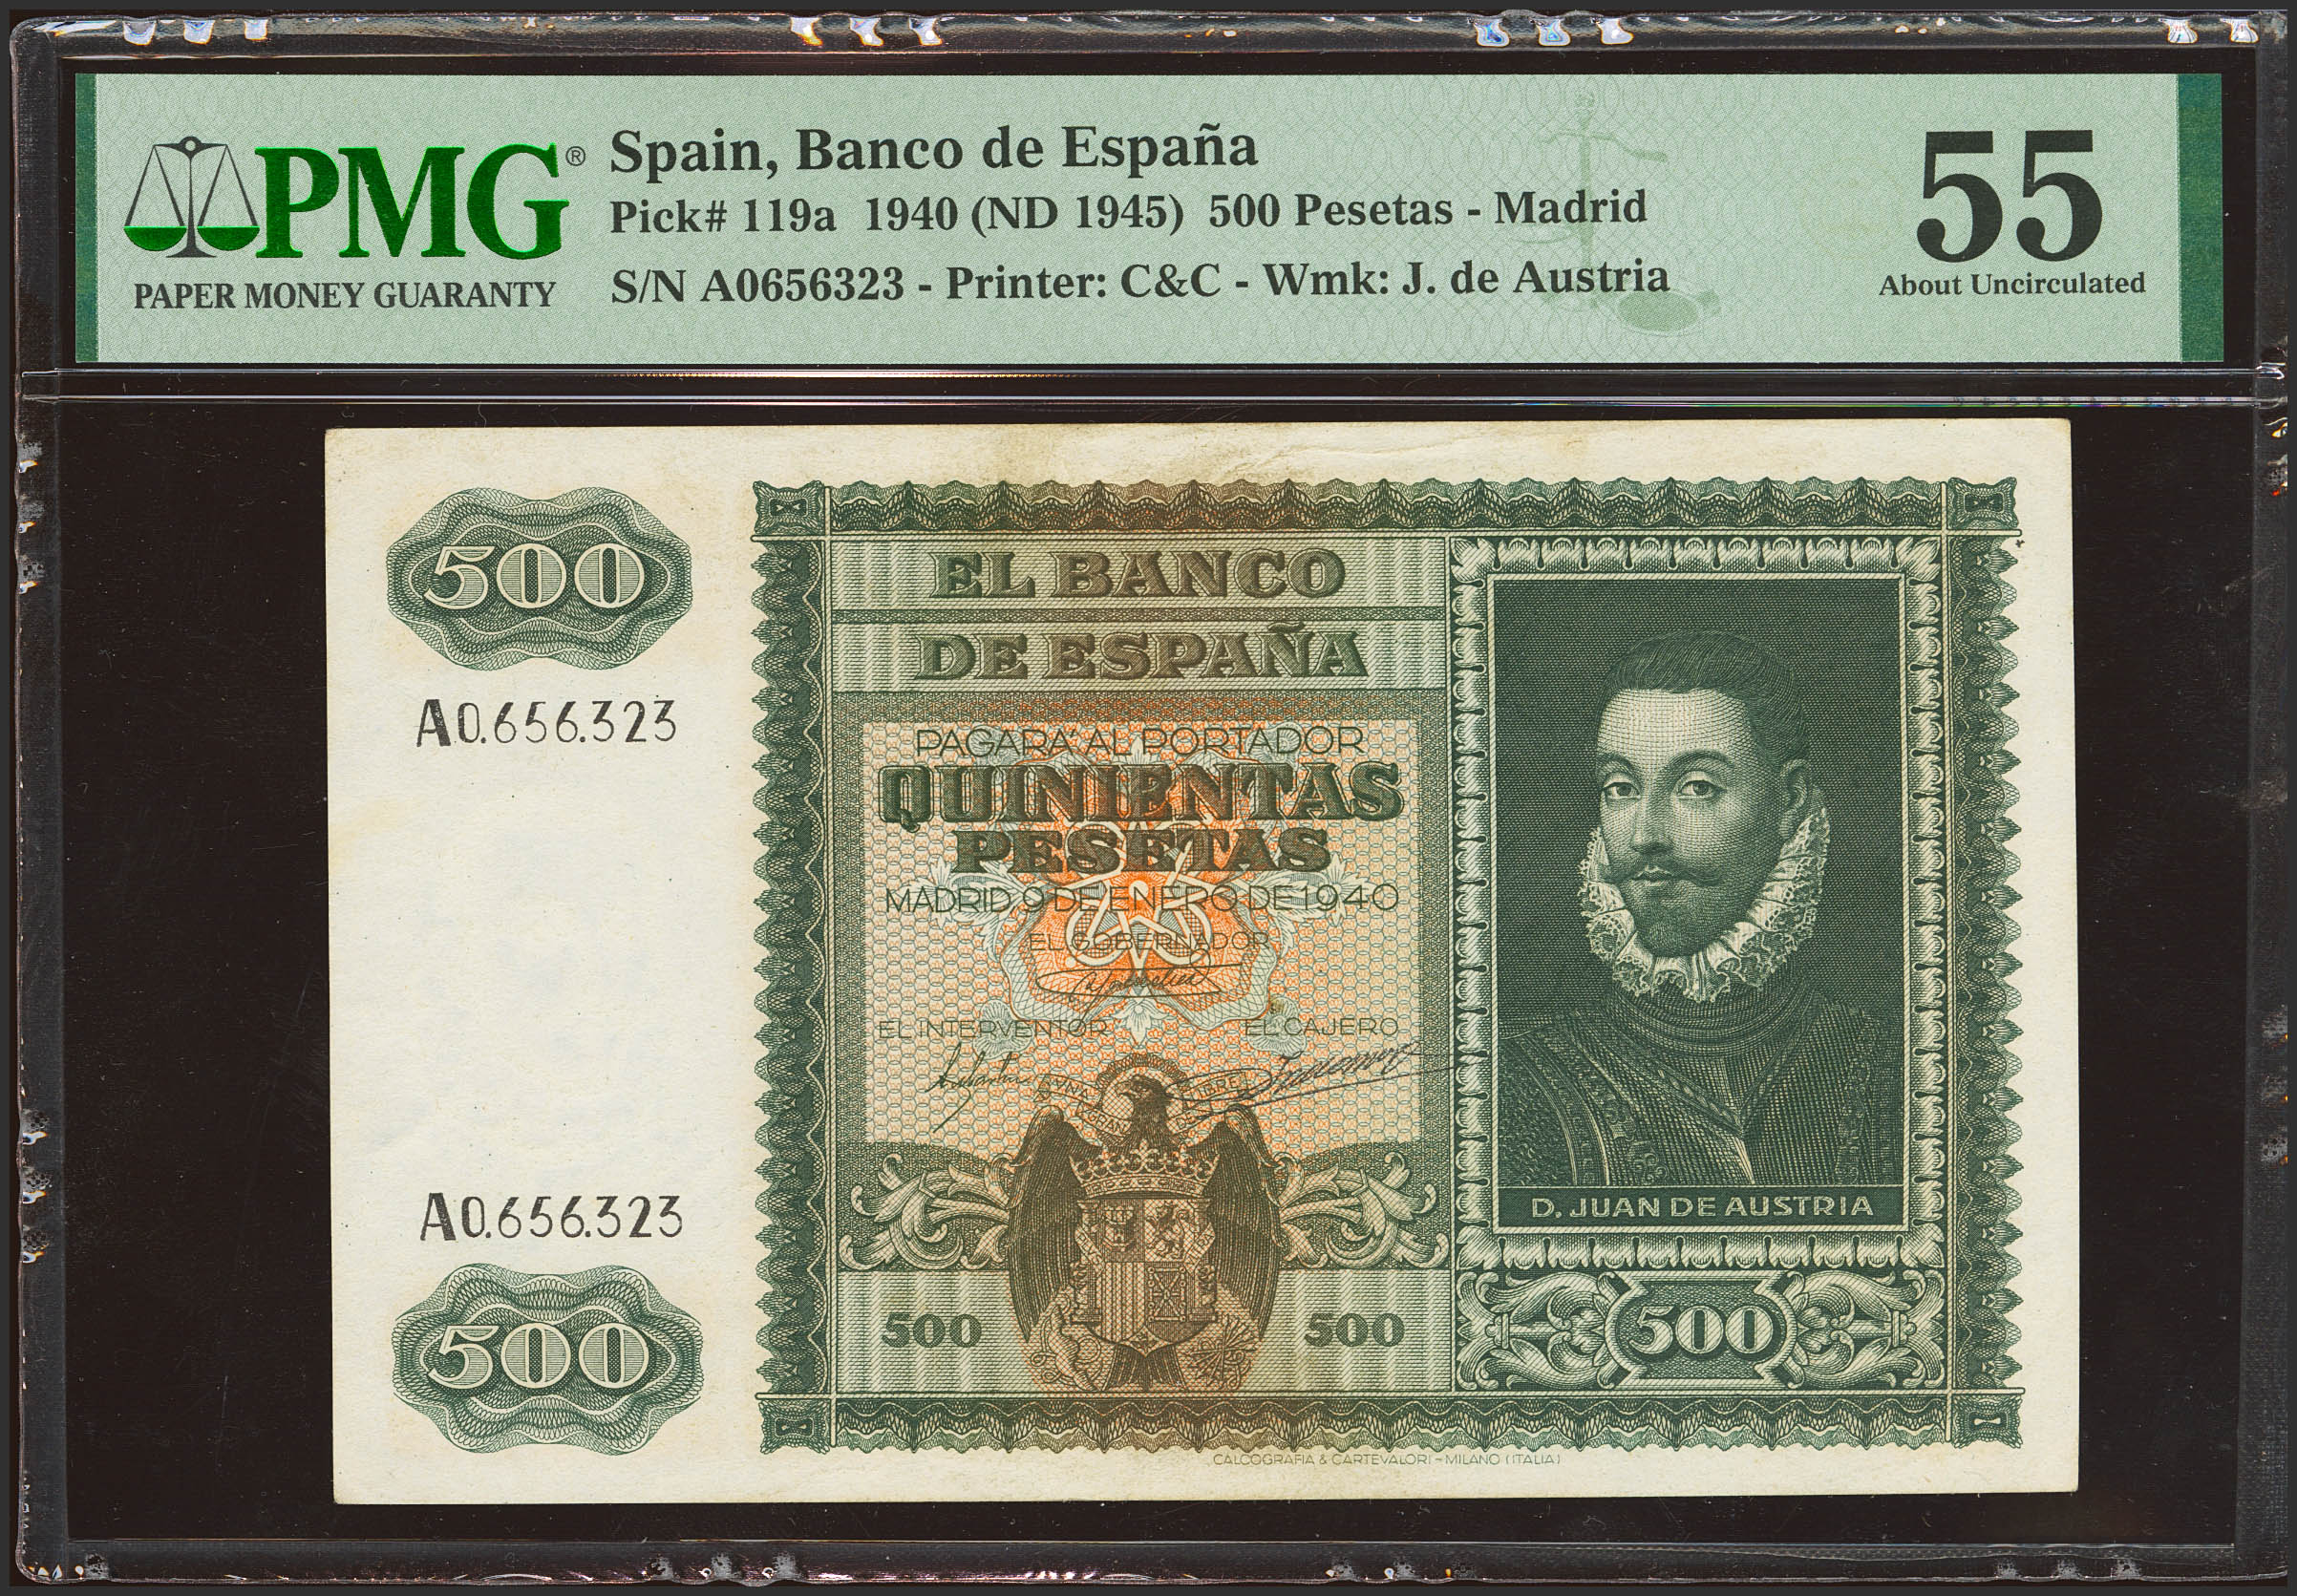 PMG®
PAPER MONEY GUARANTY
Spain, Banco de España
Pick# 119a 1940 (ND 1945) 500 Pesetas - Madrid
S/N A0656323 - Printer: C&C - Wmk: J. de Austria
55
About Uncirculated
500
A0.656.323
EL BANCO
DE ESPAÑA
PAGARÁ AL PORTADOR
QUINIENTAS
PESETAS
MADRID 9 DE ENERO DE 1940
EL GOBERNADOR
EL INTERVENTOR
EL CAJERO
D. JUAN DE AUSTRIA
A0.656.323
500
500
500
500
CALCOGRAFIA & CARTEVALORI - MILANO (ITALIA)